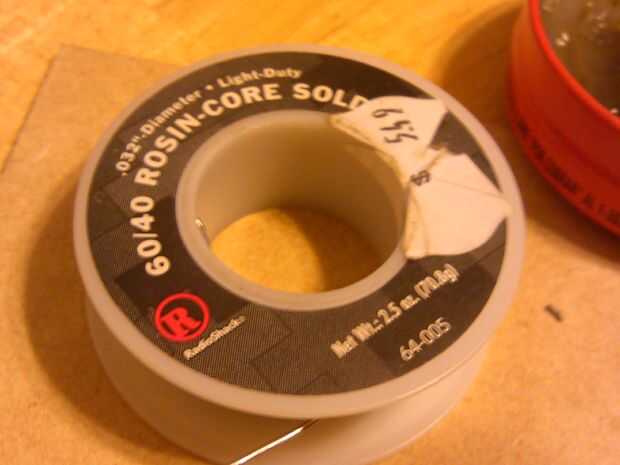 .032"-Diameter • Light-Duty
60/40 ROSIN-CORE SOLD
5.49
RadioShack®
Net Wt.: 2.5 oz. (70.8g)
64-005